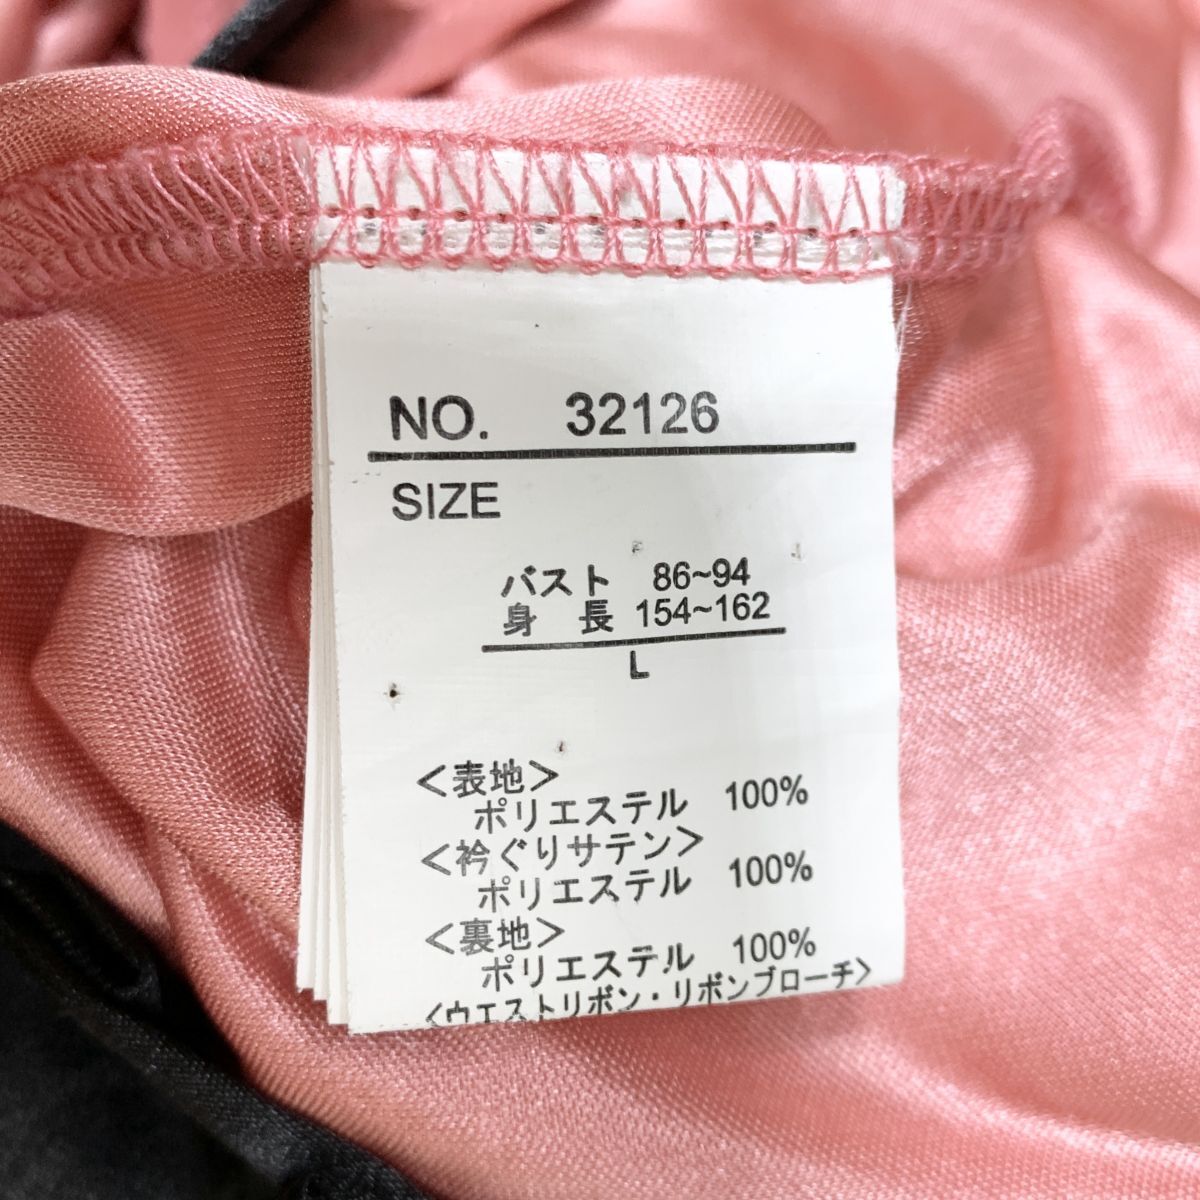 NO. 32126
SIZE
バスト 86~94
身 長 154~162
L
<表地>
ポリエステル 100%
<衿ぐりサテン>
ポリエステル 100%
<裏地>
ポリエステル 100%
<ウエストリボン・リボンブローチ>